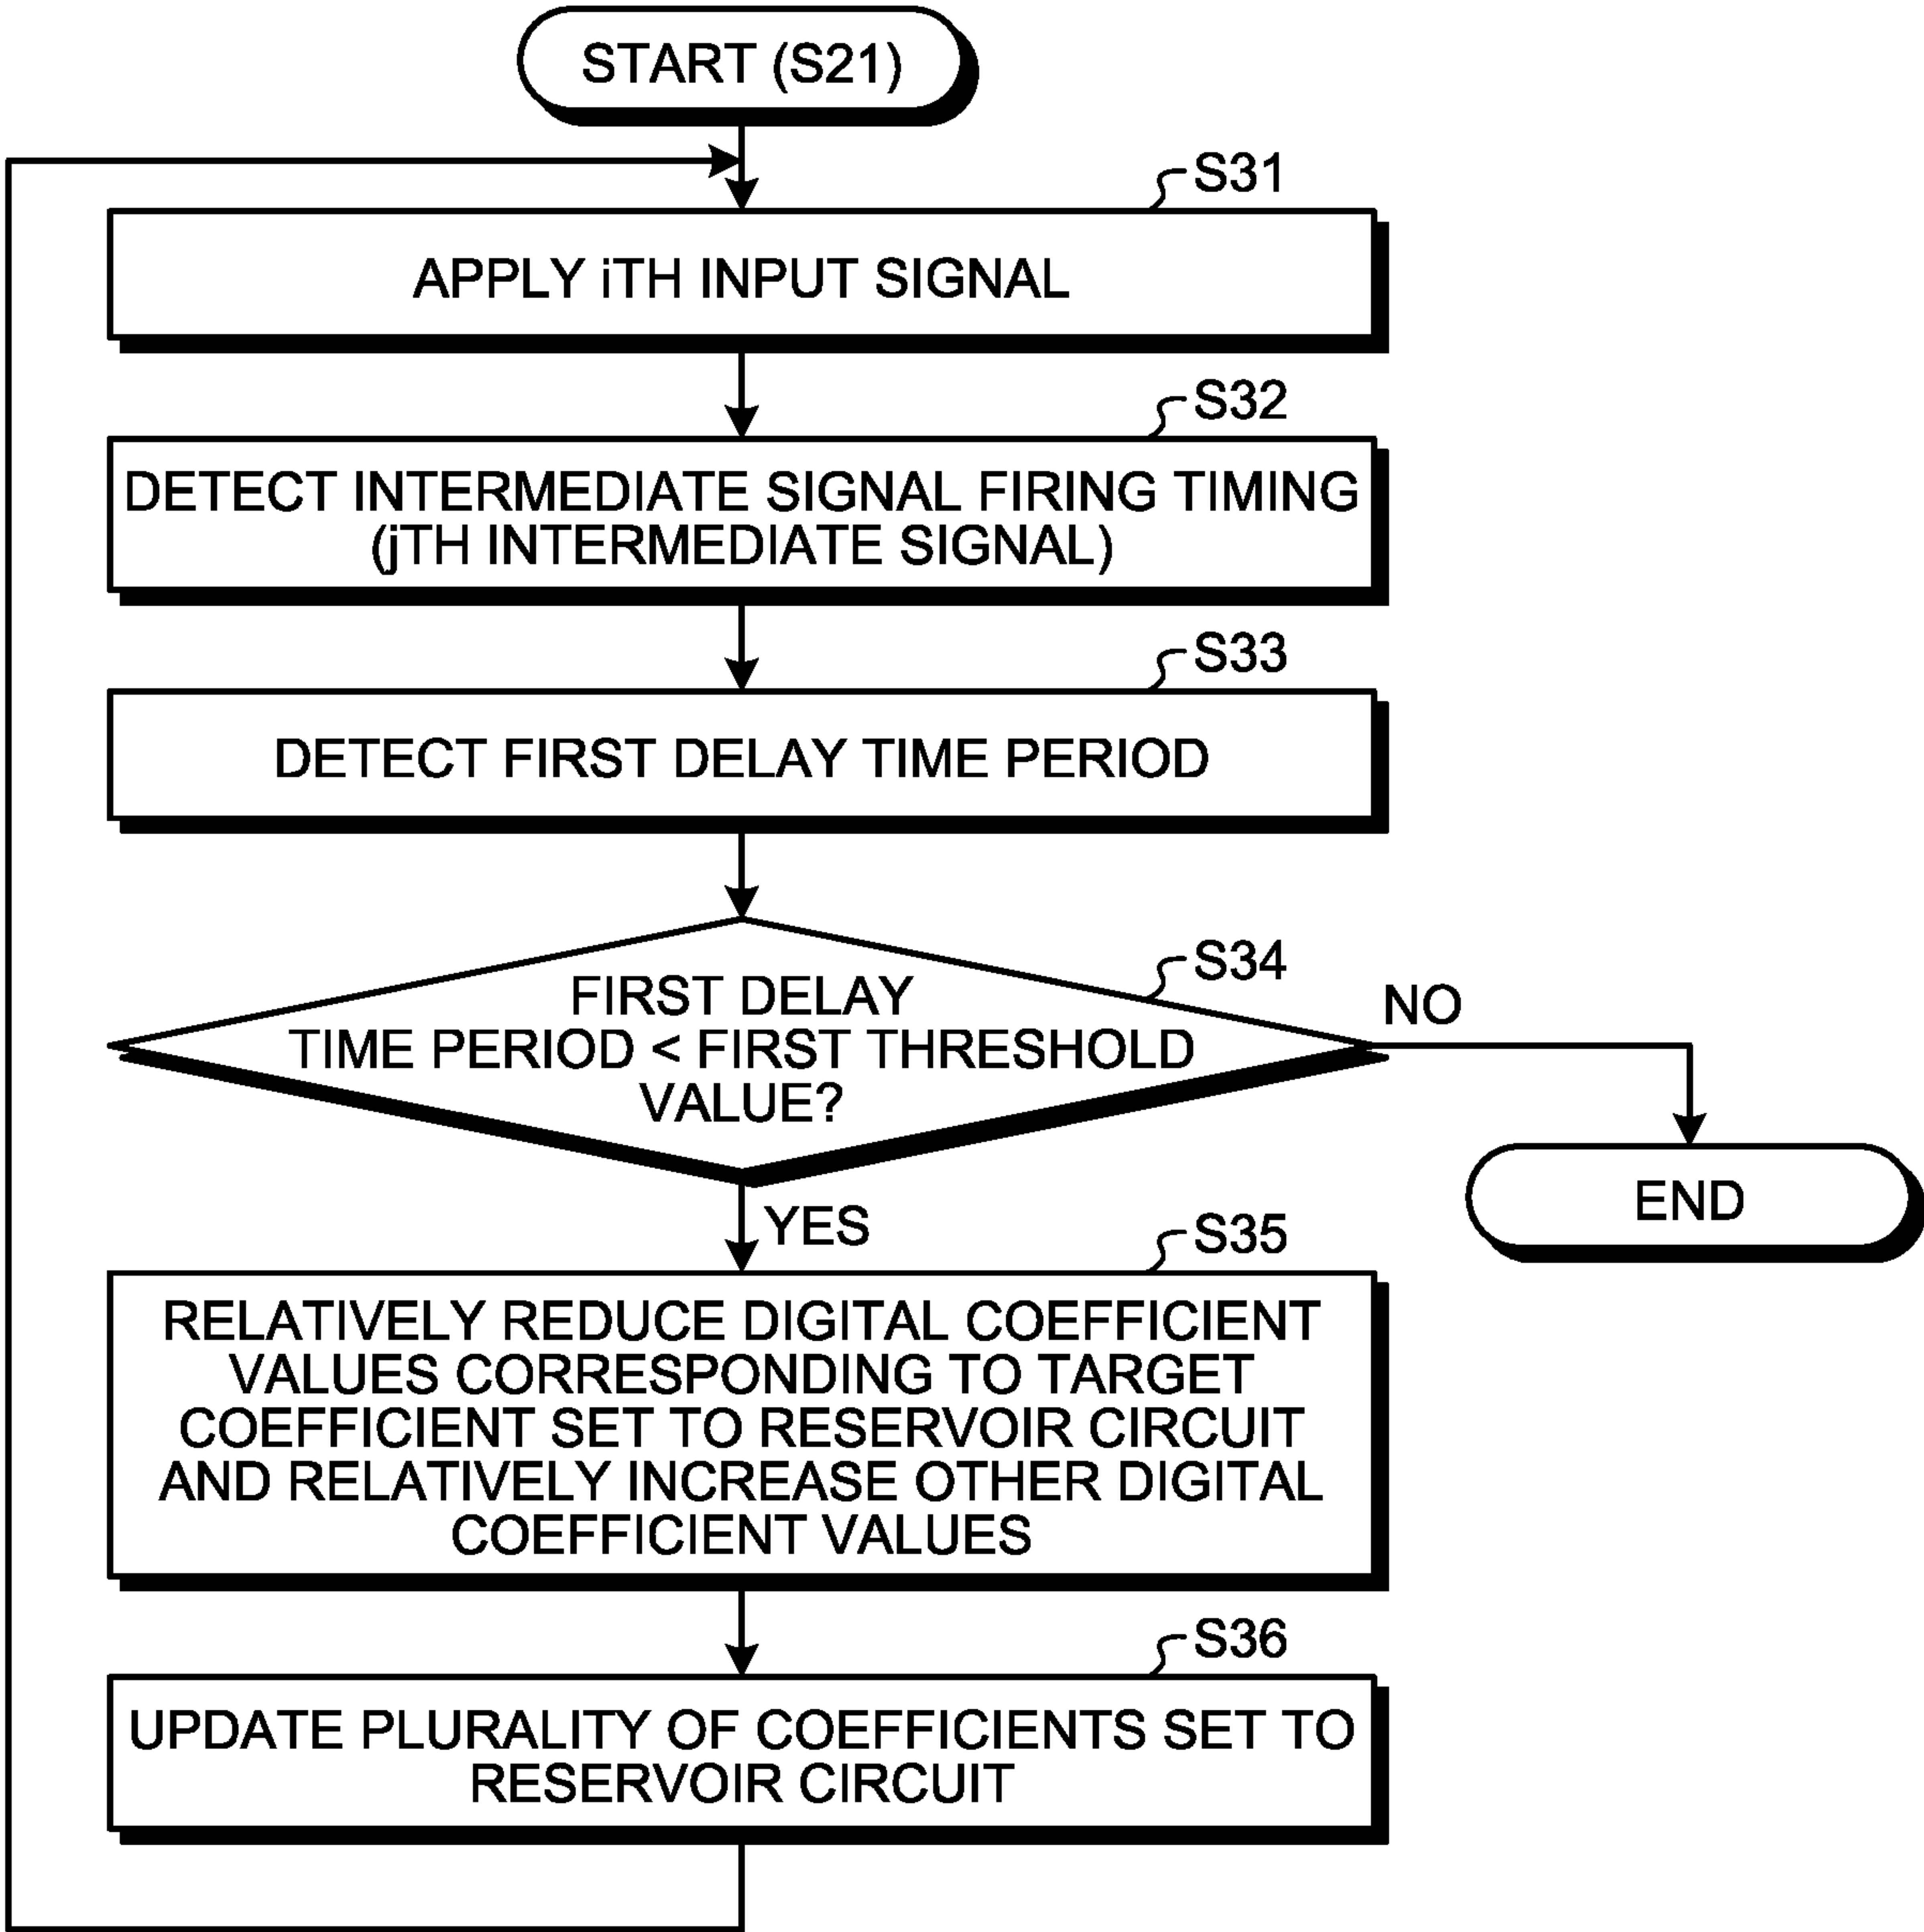 START (S21)
S31
APPLY iTH INPUT SIGNAL
S32
DETECT INTERMEDIATE SIGNAL FIRING TIMING
(jTH INTERMEDIATE SIGNAL)
S33
DETECT FIRST DELAY TIME PERIOD
S34
FIRST DELAY
TIME PERIOD < FIRST THRESHOLD
VALUE?
NO
END
YES
S35
RELATIVELY REDUCE DIGITAL COEFFICIENT
VALUES CORRESPONDING TO TARGET
COEFFICIENT SET TO RESERVOIR CIRCUIT
AND RELATIVELY INCREASE OTHER DIGITAL
COEFFICIENT VALUES
S36
UPDATE PLURALITY OF COEFFICIENTS SET TO
RESERVOIR CIRCUIT